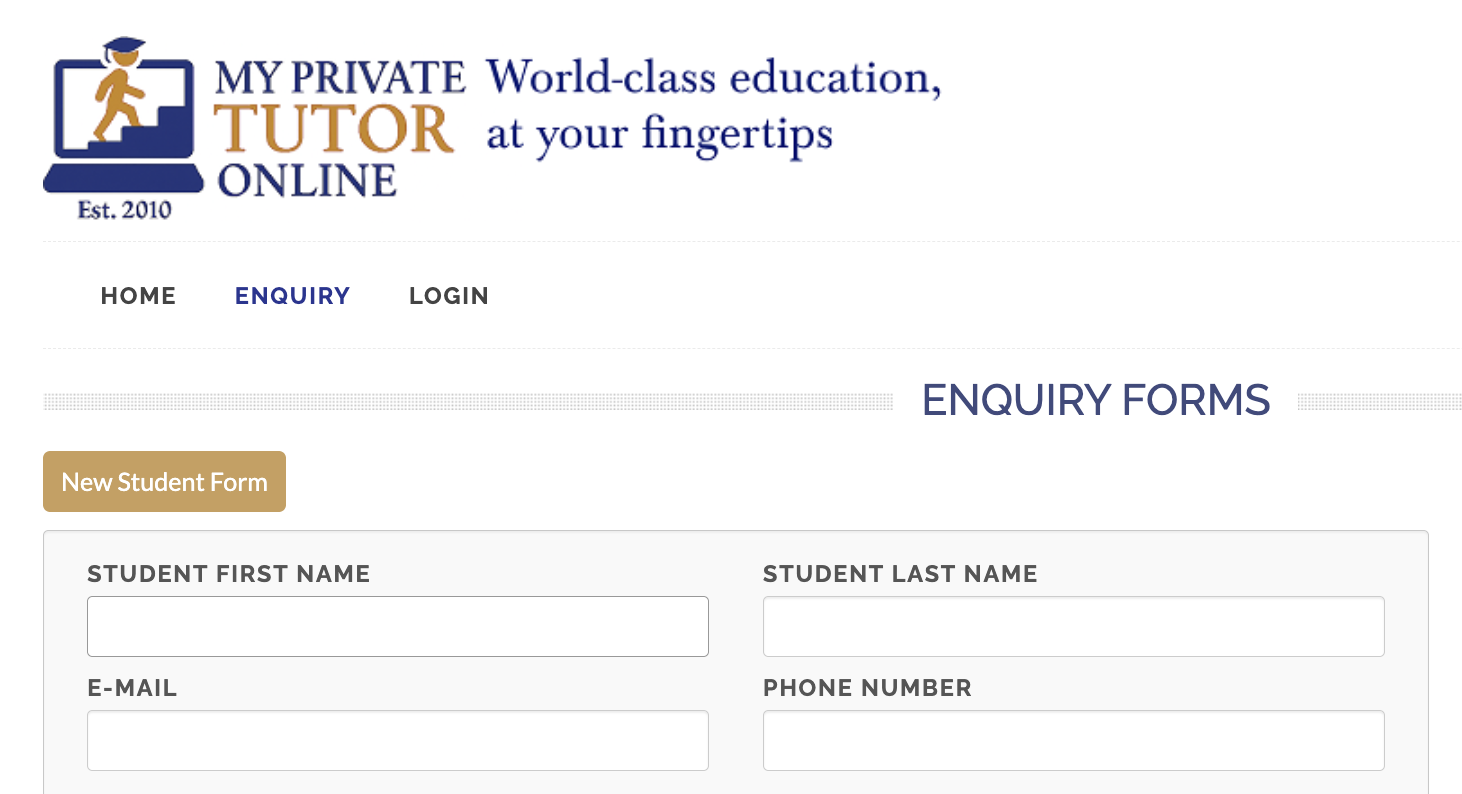 MY PRIVATE
TUTOR
ONLINE
Est. 2010
World-class education,
at your fingertips
HOME ENQUIRY LOGIN
ENQUIRY FORMS
New Student Form
STUDENT FIRST NAME STUDENT LAST NAME
E-MAIL PHONE NUMBER